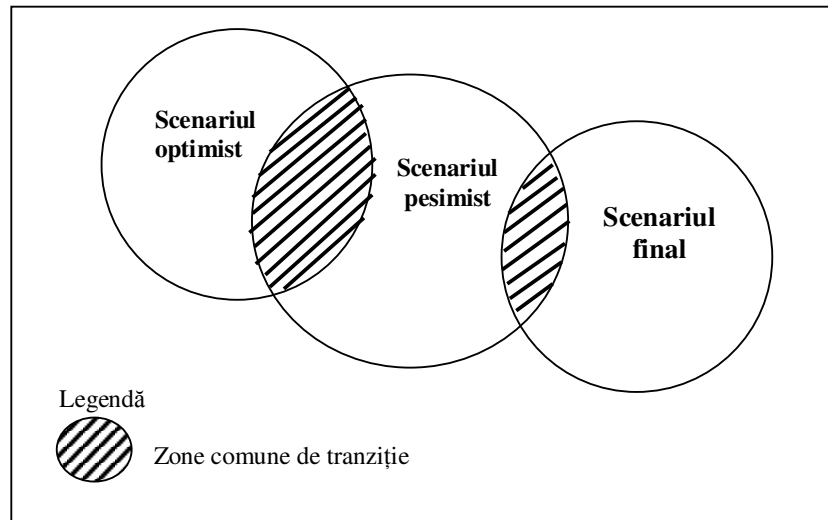 Scenariul
optimist
Scenariul
pesimist
Scenariul
final
Legendă
Zone comune de tranziție